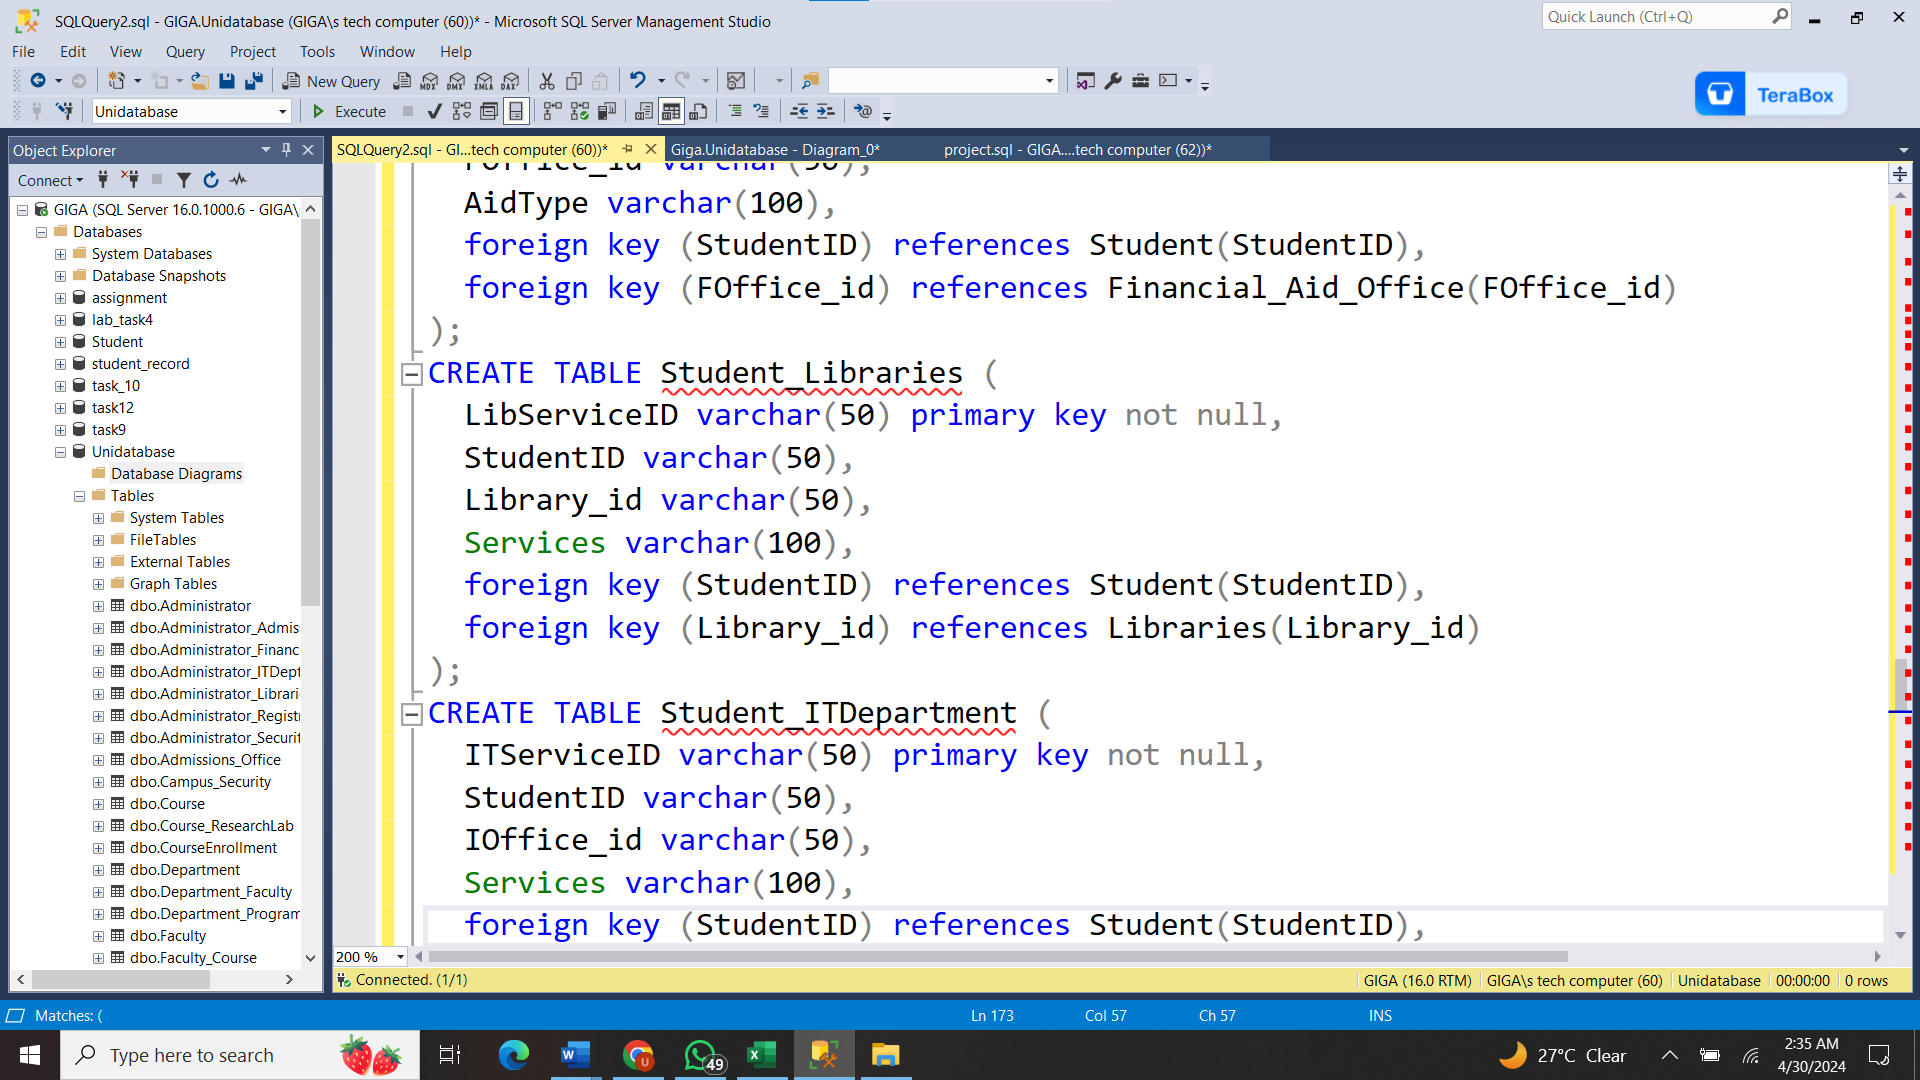 SQLQuery2.sql - GIGA.Unidatabase (GIGA\s tech computer (60))* - Microsoft SQL Server Management Studio
Quick Launch (Ctrl+Q)
File Edit View Query Project Tools Window Help
New Query MDX DMX XMLA DAX
TeraBox
Unidatabase Execute
Object Explorer
SQLQuery2.sql - GI...tech computer (60))* Giga.Unidatabase - Diagram_0* project.sql - GIGA....tech computer (62))*
Connect
GIGA (SQL Server 16.0.1000.6 - GIGA\
Databases
System Databases
Database Snapshots
assignment
lab_task4
Student
student_record
task_10
task12
task9
Unidatabase
Database Diagrams
Tables
System Tables
FileTables
External Tables
Graph Tables
dbo.Administrator
dbo.Administrator_Admis
dbo.Administrator_Financ
dbo.Administrator_ITDept
dbo.Administrator_Librari
dbo.Administrator_Registr
dbo.Administrator_Securit
dbo.Admissions_Office
dbo.Campus_Security
dbo.Course
dbo.Course_ResearchLab
dbo.CourseEnrollment
dbo.Department
dbo.Department_Faculty
dbo.Department_Program
dbo.Faculty
dbo.Faculty_Course
FOffice_id varchar(50),
AidType varchar(100),
foreign key (StudentID) references Student(StudentID),
foreign key (FOffice_id) references Financial_Aid_Office(FOffice_id)
);
CREATE TABLE Student_Libraries (
LibServiceID varchar(50) primary key not null,
StudentID varchar(50),
Library_id varchar(50),
Services varchar(100),
foreign key (StudentID) references Student(StudentID),
foreign key (Library_id) references Libraries(Library_id)
);
CREATE TABLE Student_ITDepartment (
ITServiceID varchar(50) primary key not null,
StudentID varchar(50),
IOffice_id varchar(50),
Services varchar(100),
foreign key (StudentID) references Student(StudentID),
200 %
Connected. (1/1) GIGA (16.0 RTM) GIGA\s tech computer (60) Unidatabase 00:00:00 0 rows
Matches: ( Ln 173 Col 57 Ch 57 INS
Type here to search 49 27°C Clear 2:35 AM
4/30/2024